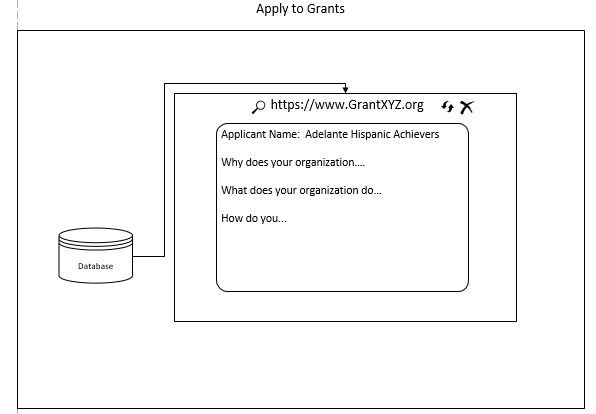 Apply to Grants
https://www.GrantXYZ.org
Applicant Name: Adelante Hispanic Achievers
Why does your organization....
What does your organization do...
How do you...
Database